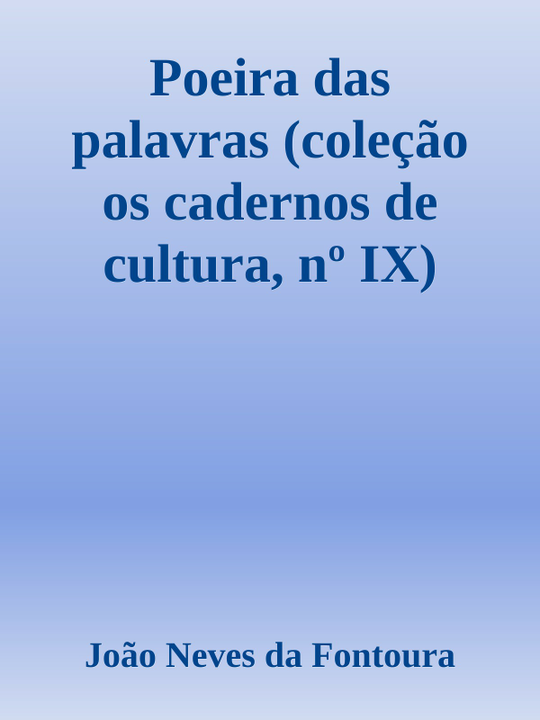 Poeira das
palavras (coleção
os cadernos de
cultura, nº IX)
João Neves da Fontoura